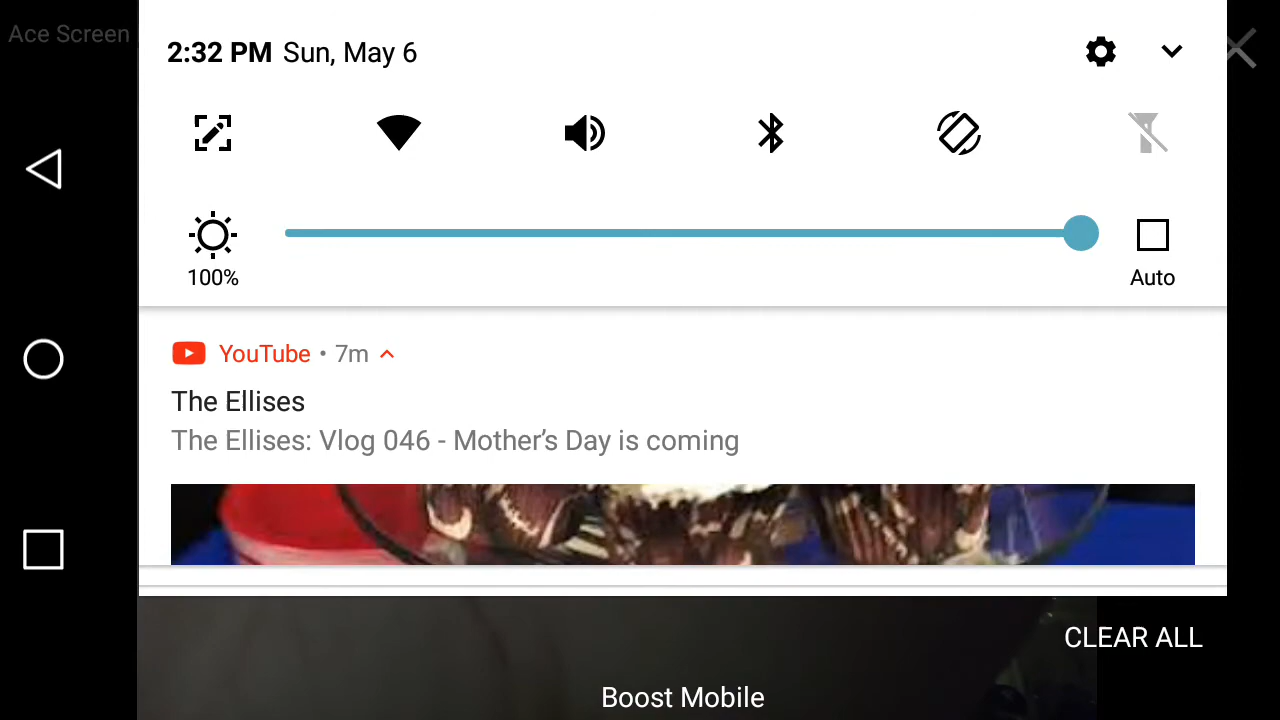 Ace Screen
2:32 PM Sun, May 6
100%
Auto
YouTube • 7m
The Ellises
The Ellises: Vlog 046 - Mother’s Day is coming
CLEAR ALL
Boost Mobile